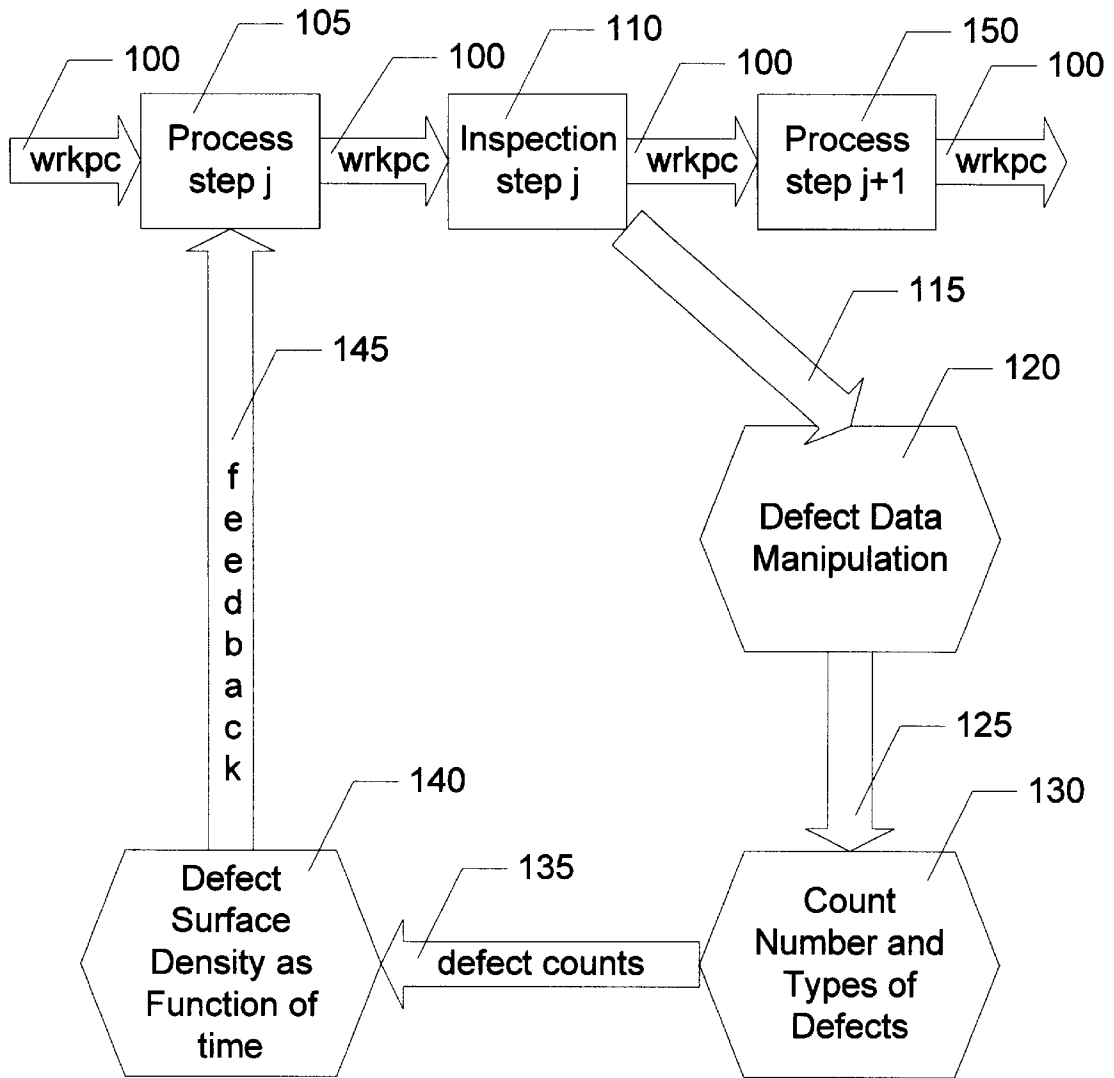 105
110
150
100
100
100
100
wrkpc
Process
step j
wrkpc
Inspection
step j
wrkpc
Process
step j+1
wrkpc
115
145
120
feedback
Defect Data
Manipulation
125
140
130
135
Defect
Surface
Density as
Function of
time
defect counts
Count
Number and
Types of
Defects